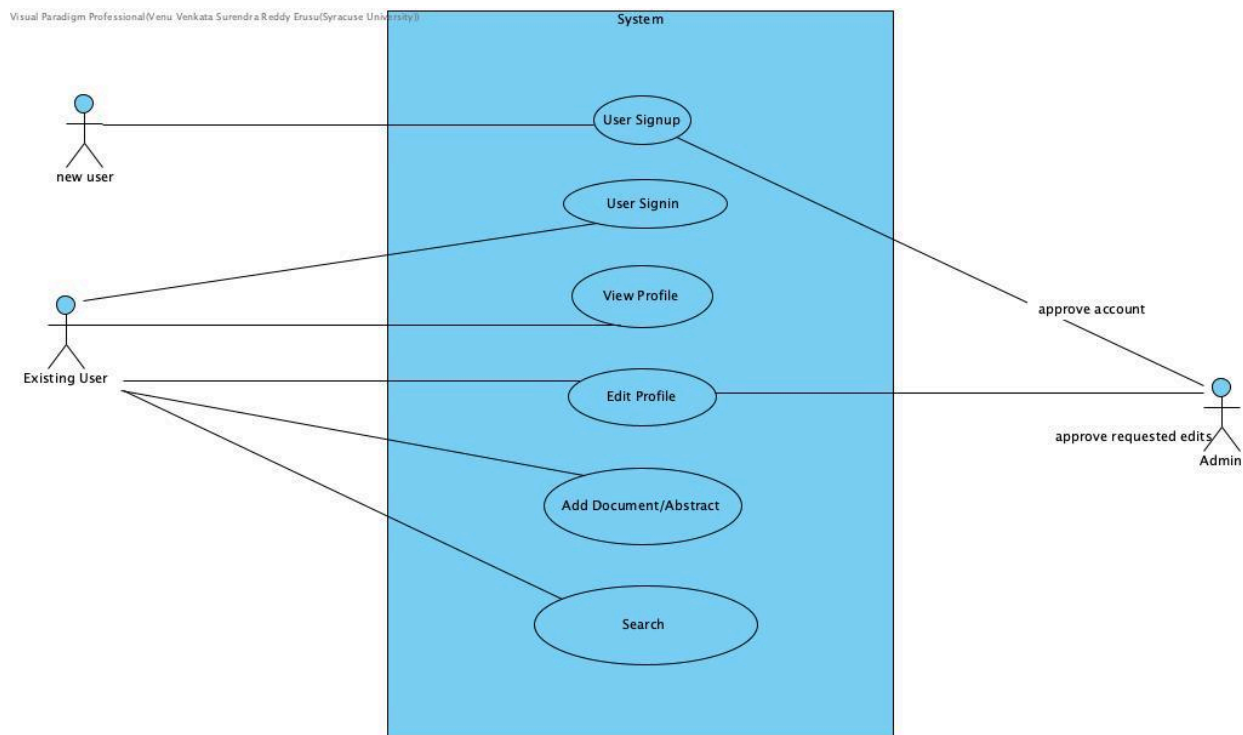 Visual Paradigm Professional(Venu Venkata Surendra Reddy Erusu(Syracuse University))
System
User Signup
new user
User Signin
View Profile
approve account
Existing User
Edit Profile
approve requested edits
Admin
Add Document/Abstract
Search